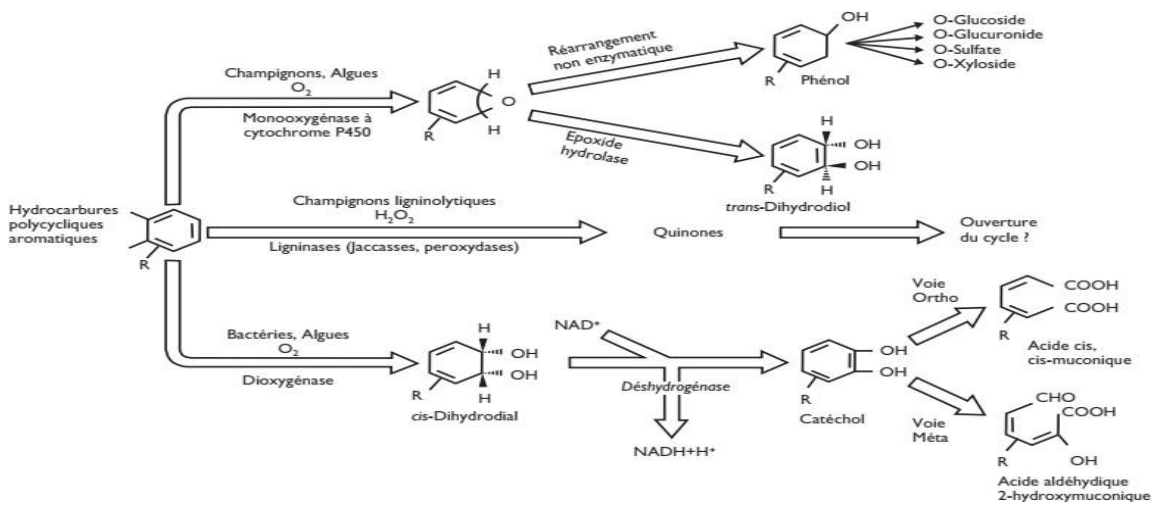 OH
O-Glucoside
O-Glucuronide
O-Sulfate
O-Xyloside
Réarrangement
non enzymatique
R
Phénol
Champignons, Algues
O₂
Monooxygénase à
cytochrome P450
H
O
H
R
Epoxide
hydrolase
H
OH
OH
H
R
trans-Dihydrodiol
Hydrocarbures
polycycliques
aromatiques
R
Champignons ligninolytiques
H₂O₂
Ligninases (Jaccasses, peroxydases)
Quinones
Ouverture
du cycle ?
Bactéries, Algues
O₂
Dioxygénase
H
OH
OH
H
R
cis-Dihydrodial
NAD⁺
Déshydrogénase
NADH+H⁺
OH
OH
R
Catéchol
Voie
Ortho
COOH
COOH
R
Acide cis,
cis-muconique
Voie
Méta
CHO
COOH
R
OH
Acide aldéhydique
2-hydroxymuconique